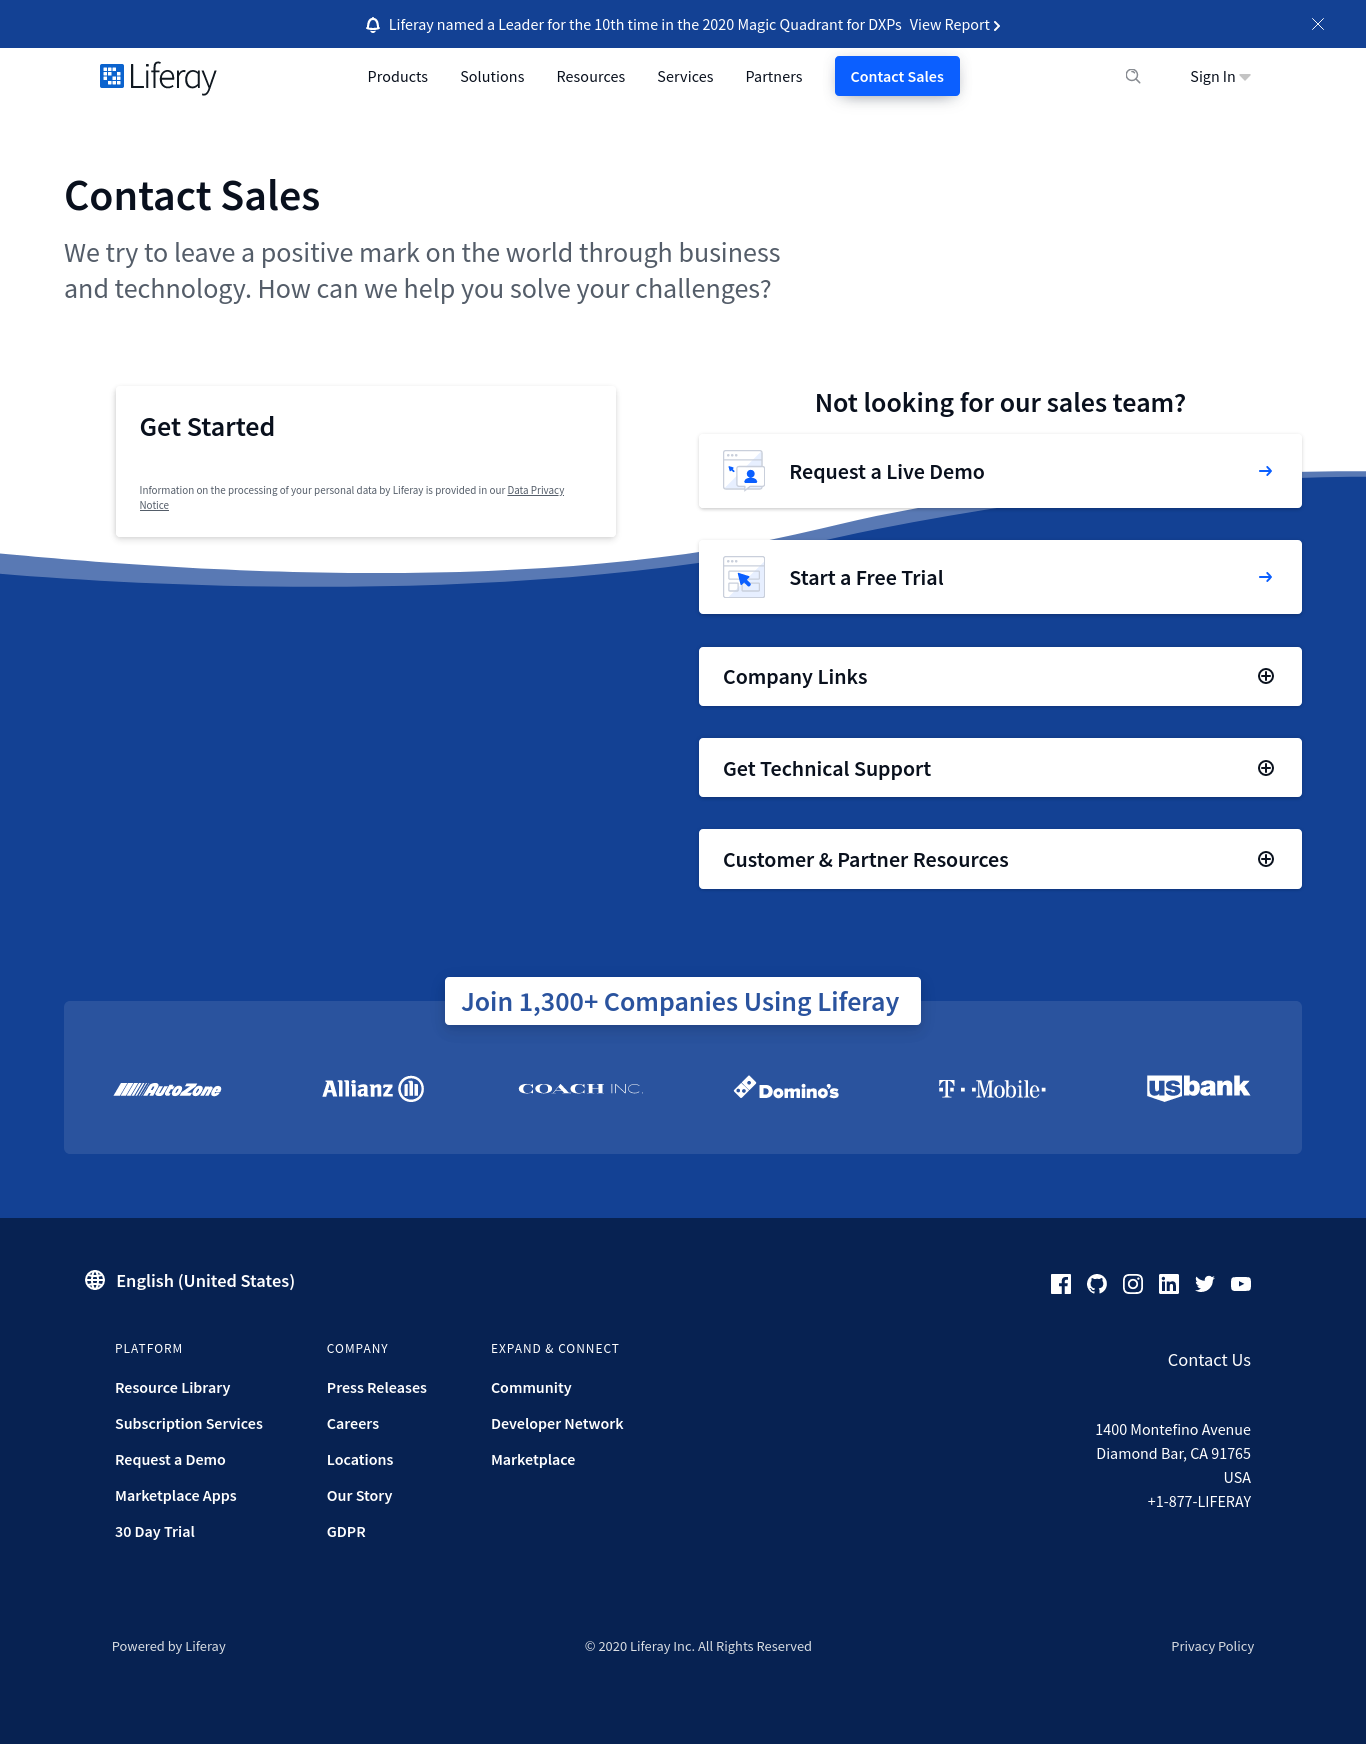 Liferay named a Leader for the 10th time in the 2020 Magic Quadrant for DXPs View Report
Liferay
Products Solutions Resources Services Partners Contact Sales Sign In
Contact Sales
We try to leave a positive mark on the world through business
and technology. How can we help you solve your challenges?
Get Started
Information on the processing of your personal data by Liferay is provided in our Data Privacy
Notice
Not looking for our sales team?
Request a Live Demo
Start a Free Trial
Company Links
Get Technical Support
Customer & Partner Resources
Join 1,300+ Companies Using Liferay
AutoZone Allianz COACH INC. Domino's T · · Mobile · usbank
English (United States)
PLATFORM
Resource Library
Subscription Services
Request a Demo
Marketplace Apps
30 Day Trial
COMPANY
Press Releases
Careers
Locations
Our Story
GDPR
EXPAND & CONNECT
Community
Developer Network
Marketplace
Contact Us
1400 Montefino Avenue
Diamond Bar, CA 91765
USA
+1-877-LIFERAY
Powered by Liferay
© 2020 Liferay Inc. All Rights Reserved
Privacy Policy